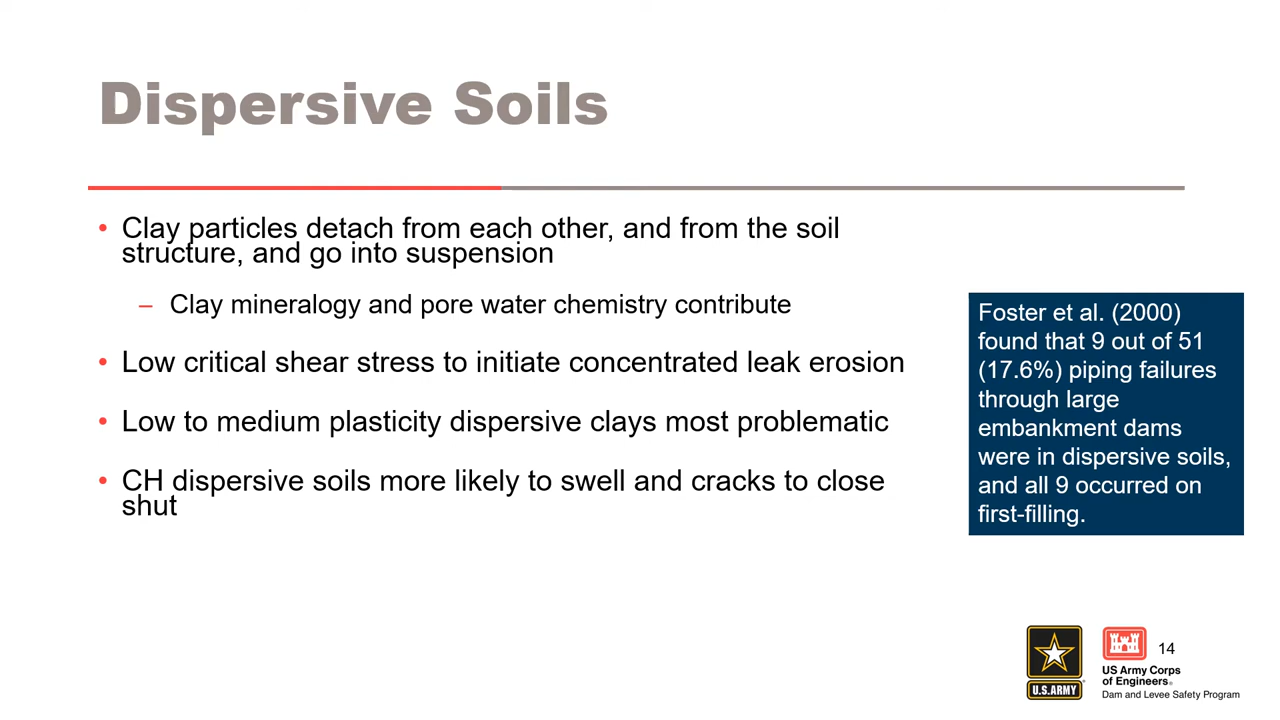 Dispersive Soils
• Clay particles detach from each other, and from the soil
structure, and go into suspension
– Clay mineralogy and pore water chemistry contribute
• Low critical shear stress to initiate concentrated leak erosion
• Low to medium plasticity dispersive clays most problematic
• CH dispersive soils more likely to swell and cracks to close
shut
Foster et al. (2000)
found that 9 out of 51
(17.6%) piping failures
through large
embankment dams
were in dispersive soils,
and all 9 occurred on
first-filling.
U.S.ARMY
US Army Corps
of Engineers®
Dam and Levee Safety Program
14